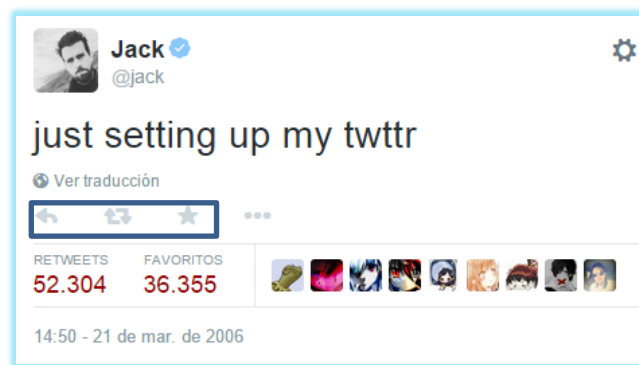 Jack
@jack
just setting up my twttr
Ver traducción
RETWEETS FAVORITOS
52.304 36.355
14:50 - 21 de mar. de 2006